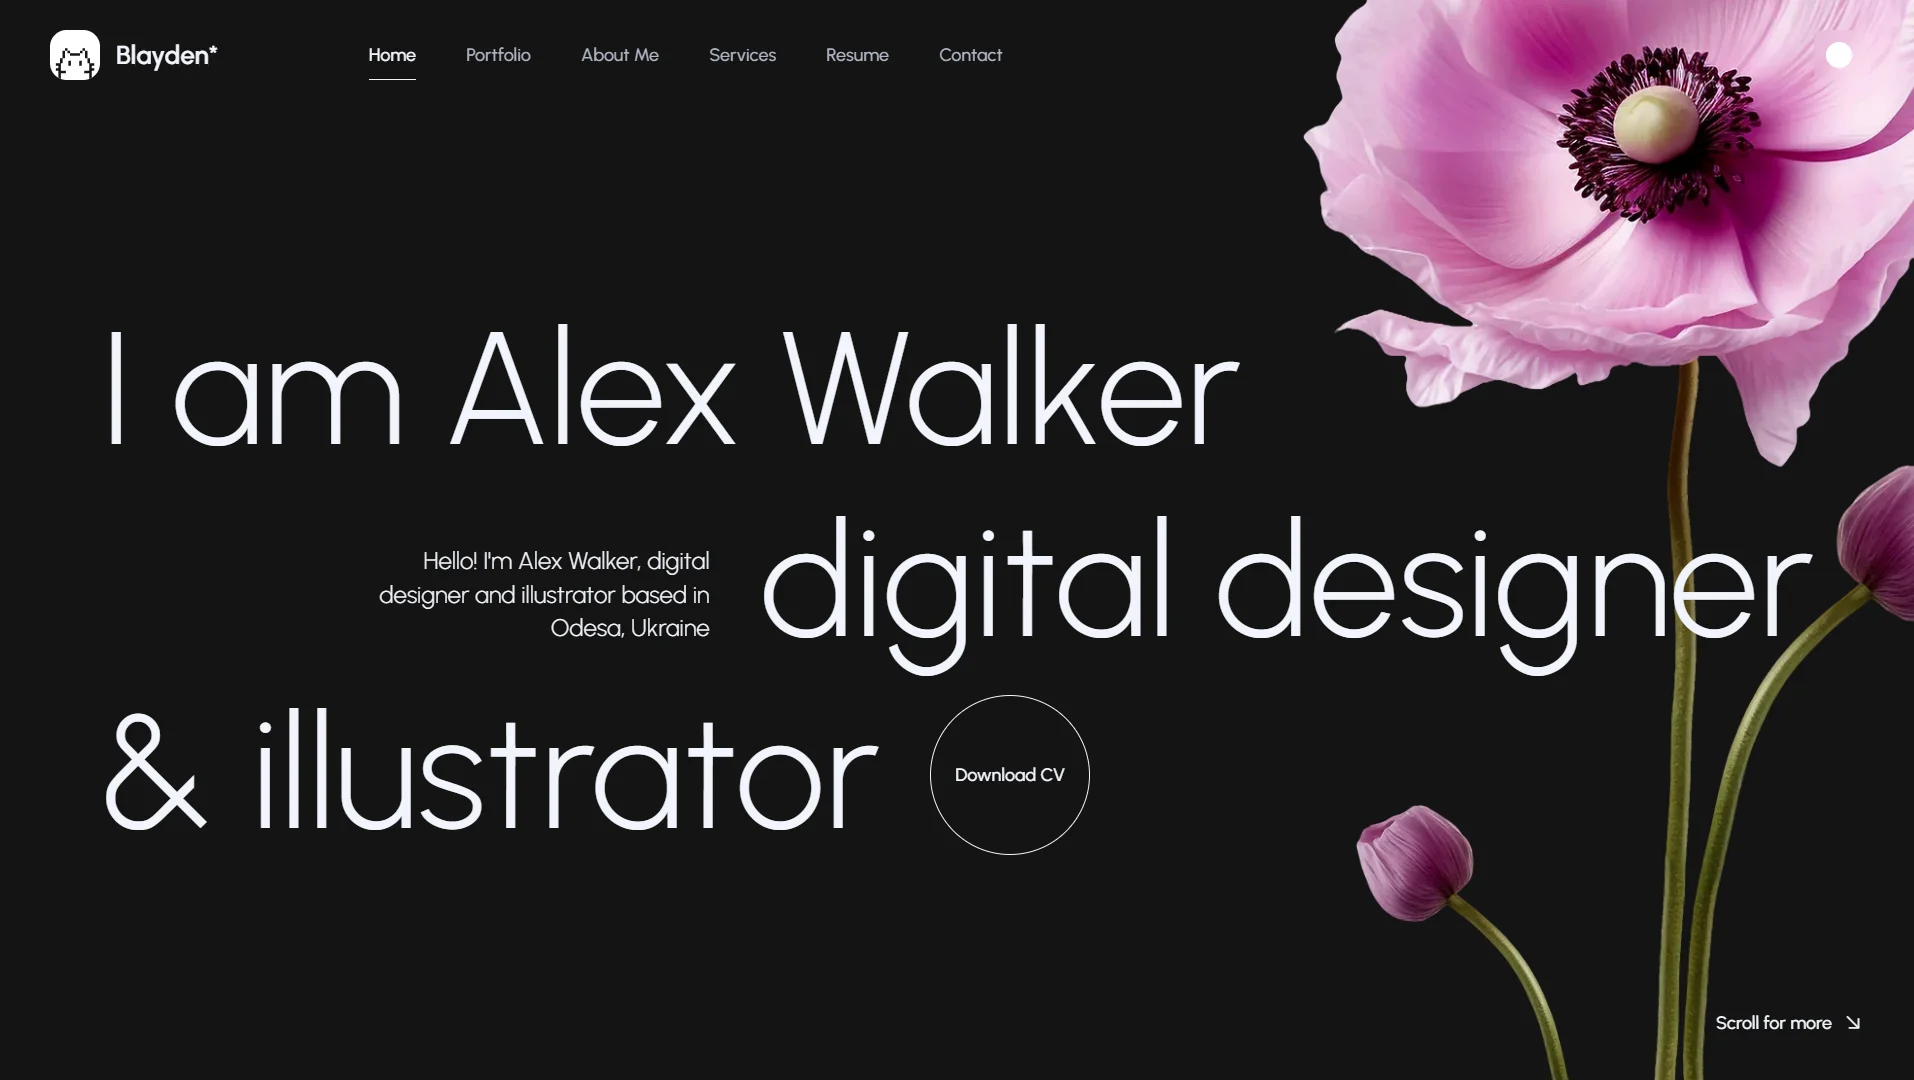 Blayden*
Home
Portfolio
About Me
Services
Resume
Contact
I am Alex Walker
Hello! I'm Alex Walker, digital
designer and illustrator based in
Odesa, Ukraine
digital designer
& illustrator
Download CV
Scroll for more